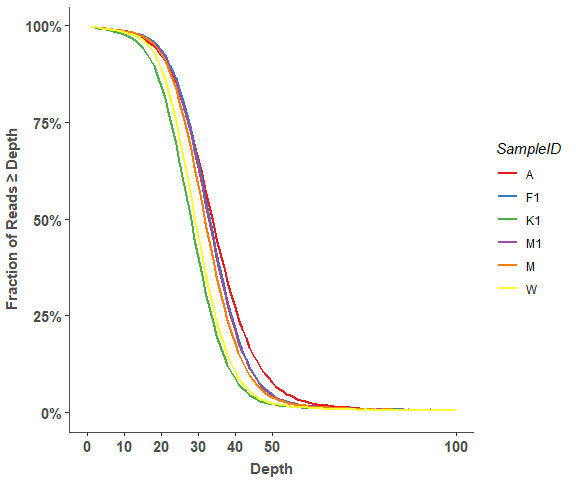 Fraction of Reads ≥ Depth
100%
75%
50%
25%
0%
0 10 20 30 40 50 100
Depth
SampleID
A
F1
K1
M1
M
W